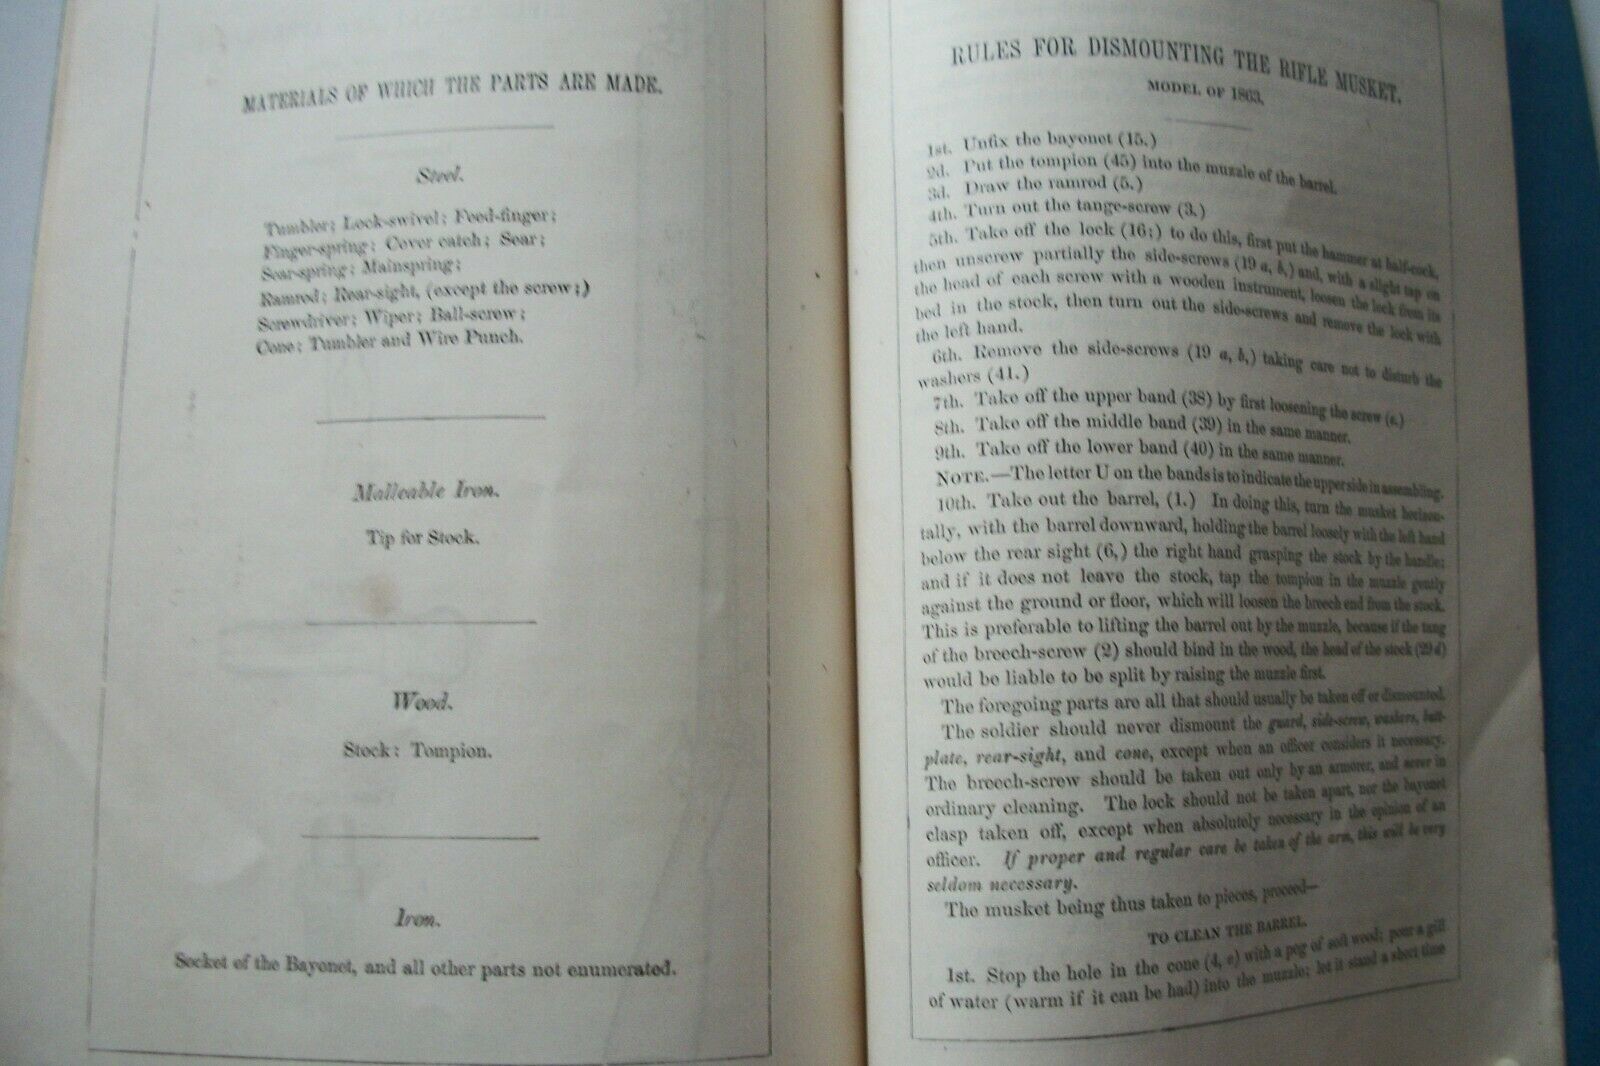 MATERIALS OF WHICH THE PARTS ARE MADE.
Steel.
Tumbler; Lock-swivel; Feed-finger;
Finger-spring; Cover catch; Sear;
Sear-spring; Mainspring;
Ramrod; Rear-sight, (except the screw;)
Screwdriver; Wiper; Ball-screw;
Cone; Tumbler and Wire Punch.
Malleable Iron.
Tip for Stock.
Wood.
Stock: Tompion.
Iron.
Socket of the Bayonet, and all other parts not enumerated.
RULES FOR DISMOUNTING THE RIFLE MUSKET,
MODEL OF 1863.
1st. Unfix the bayonet (15.)
2d. Put the tompion (45) into the muzzle of the barrel.
3d. Draw the ramrod (5.)
4th. Turn out the tange-screw (3.)
5th. Take off the lock (16;) to do this, first put the hammer at half-cock,
then unscrew partially the side-screws (19 a, b,) and, with a slight tap on
the head of each screw with a wooden instrument, loosen the lock from its
bed in the stock, then turn out the side-screws and remove the lock with
the left hand.
6th. Remove the side-screws (19 a, b,) taking care not to disturb the
washers (41.)
7th. Take off the upper band (38) by first loosening the screw (e.)
8th. Take off the middle band (39) in the same manner.
9th. Take off the lower band (40) in the same manner.
NOTE.—The letter U on the bands is to indicate the upper side in assembling.
10th. Take out the barrel, (1.) In doing this, turn the musket horizon-
tally, with the barrel downward, holding the barrel loosely with the left hand
below the rear sight (6,) the right hand grasping the stock by the handle;
and if it does not leave the stock, tap the tompion in the muzzle gently
against the ground or floor, which will loosen the breech end from the stock.
This is preferable to lifting the barrel out by the muzzle, because if the tang
of the breech-screw (2) should bind in the wood, the head of the stock (29 d)
would be liable to be split by raising the muzzle first.
The foregoing parts are all that should usually be taken off or dismounted.
The soldier should never dismount the guard, side-screw, washers, butt-
plate, rear-sight, and cone, except when an officer considers it necessary.
The breech-screw should be taken out only by an armorer, and never in
ordinary cleaning. The lock should not be taken apart, nor the bayonet
clasp taken off, except when absolutely necessary in the opinion of an
officer. If proper and regular care be taken of the arm, this will be very
seldom necessary.
The musket being thus taken to pieces, proceed—
TO CLEAN THE BARREL.
1st. Stop the hole in the cone (4, e) with a peg of soft wood; pour a gill
of water (warm if it can be had) into the muzzle; let it stand a short time